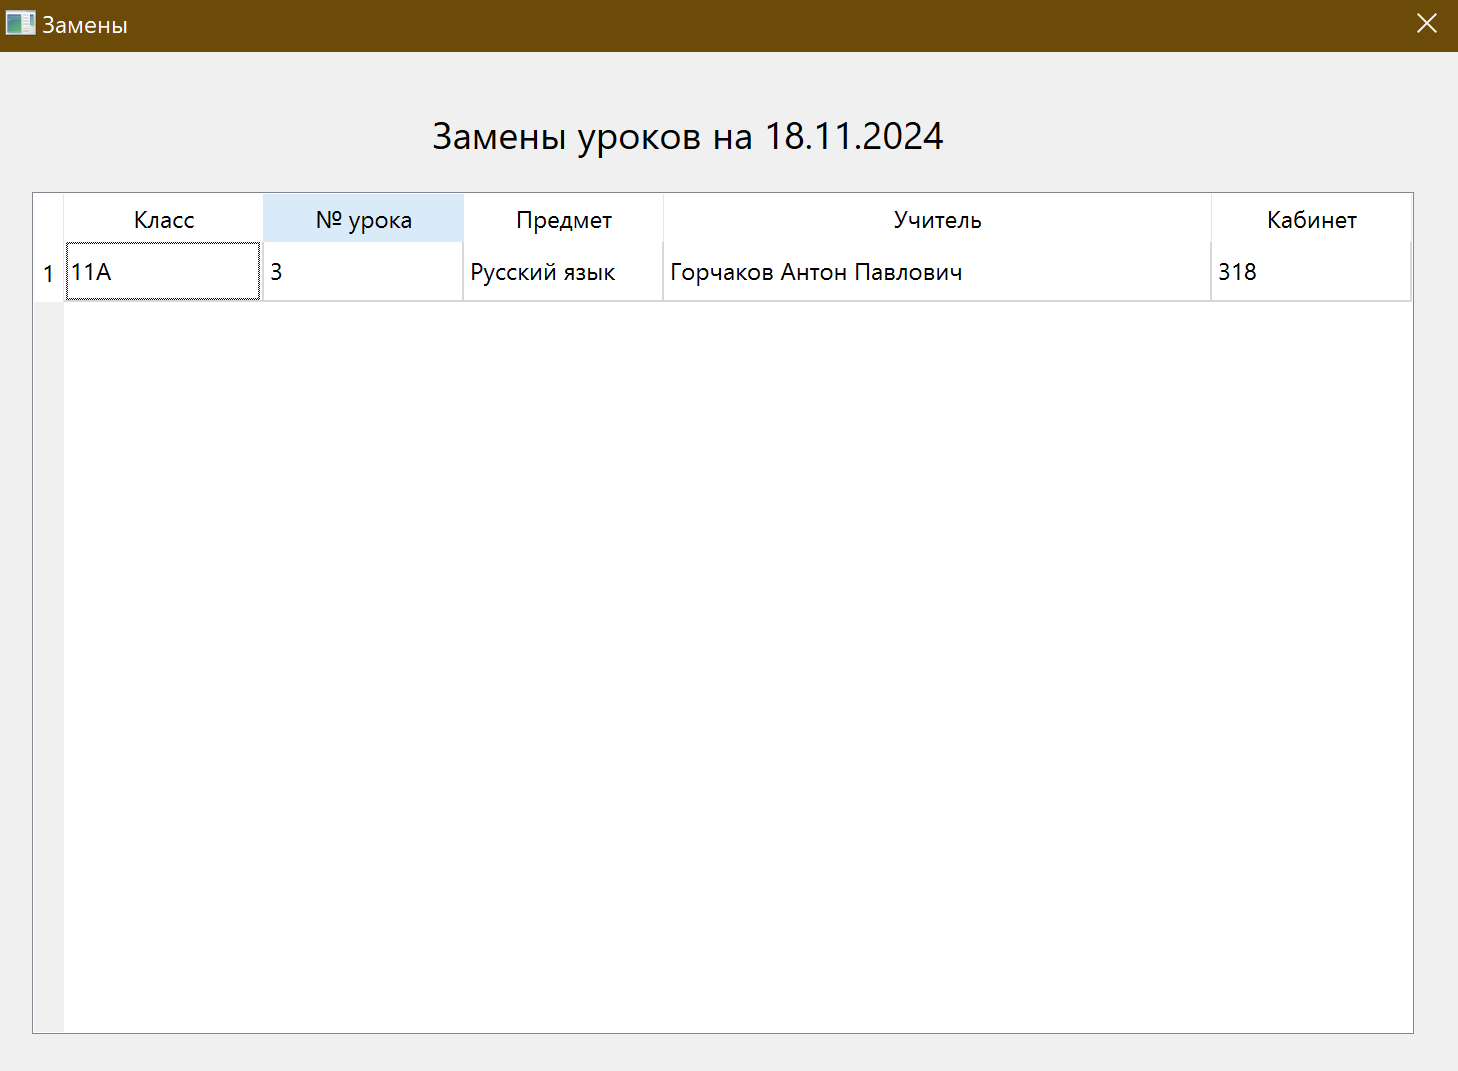 Замены
Замены уроков на 18.11.2024
Класс № урока Предмет Учитель Кабинет
1 11А 3 Русский язык Горчаков Антон Павлович 318